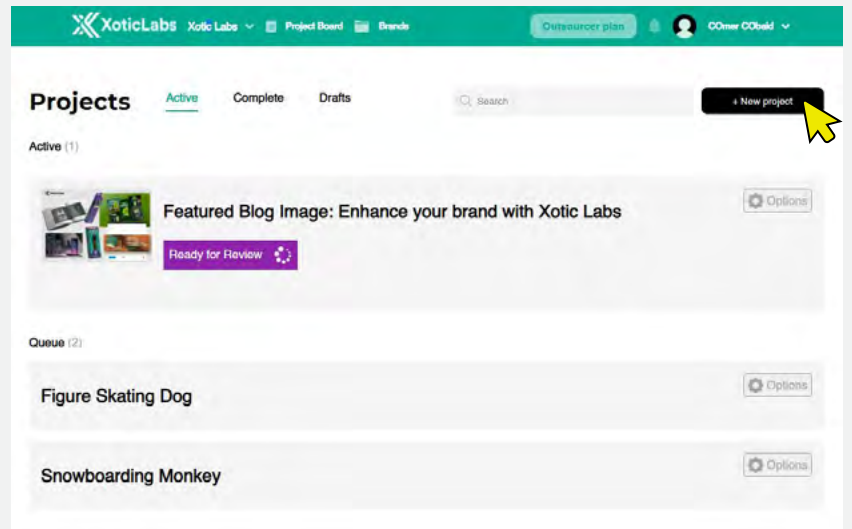 XoticLabs Xotic Labs Project Board Brands Outsourcer plan COmer CObaid
Projects Active Complete Drafts Search + New project
Active (1)
Featured Blog Image: Enhance your brand with Xotic Labs Options
Ready for Review
Queue (2)
Figure Skating Dog Options
Snowboarding Monkey Options